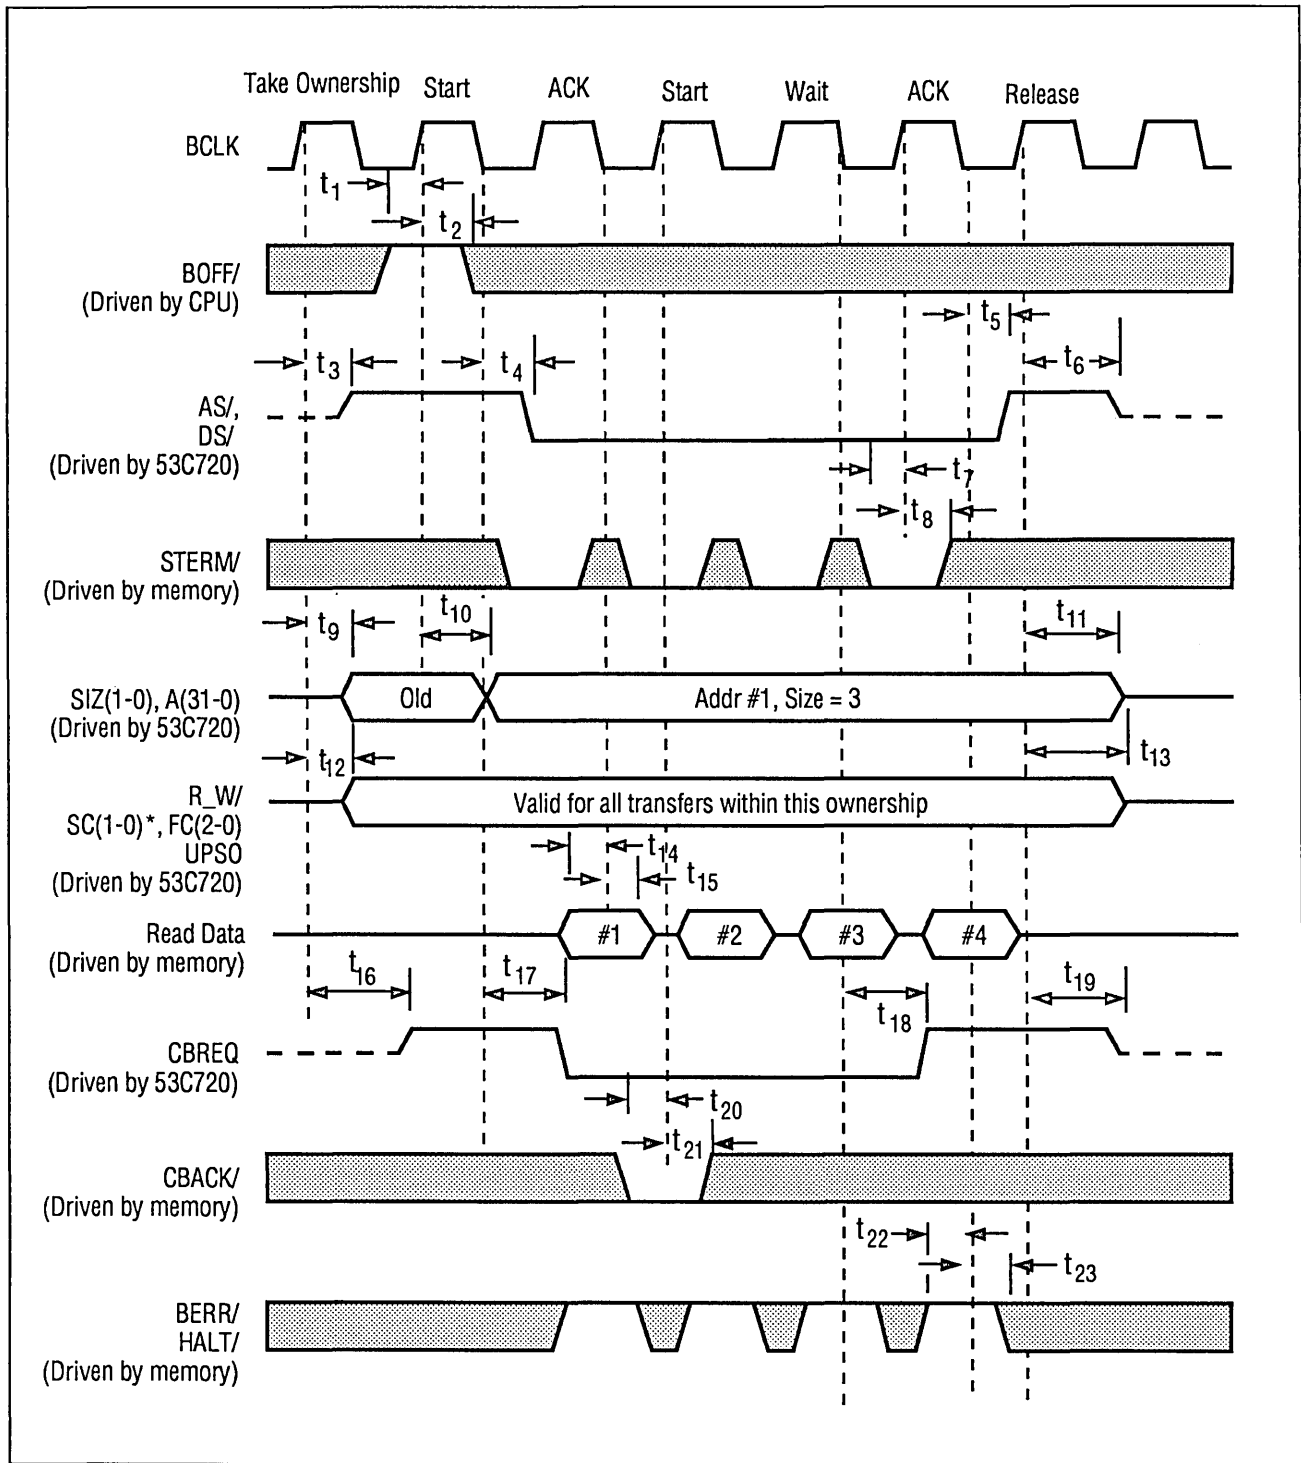 Take Ownership Start ACK Start Wait ACK Release
BCLK
t1
t2
BOFF/
(Driven by CPU)
t5
t3 t4 t6
AS/,
DS/
(Driven by 53C720)
t7
t8
STERM/
(Driven by memory)
t9 t10 t11
SIZ(1-0), A(31-0) Old Addr #1, Size = 3
(Driven by 53C720)
t12 t13
R_W/ Valid for all transfers within this ownership
SC(1-0)*, FC(2-0)
UPSO t14
(Driven by 53C720) t15
Read Data #1 #2 #3 #4
(Driven by memory)
t16 t17 t18 t19
CBREQ
(Driven by 53C720)
t20
t21
CBACK/
(Driven by memory)
t22
t23
BERR/
HALT/
(Driven by memory)